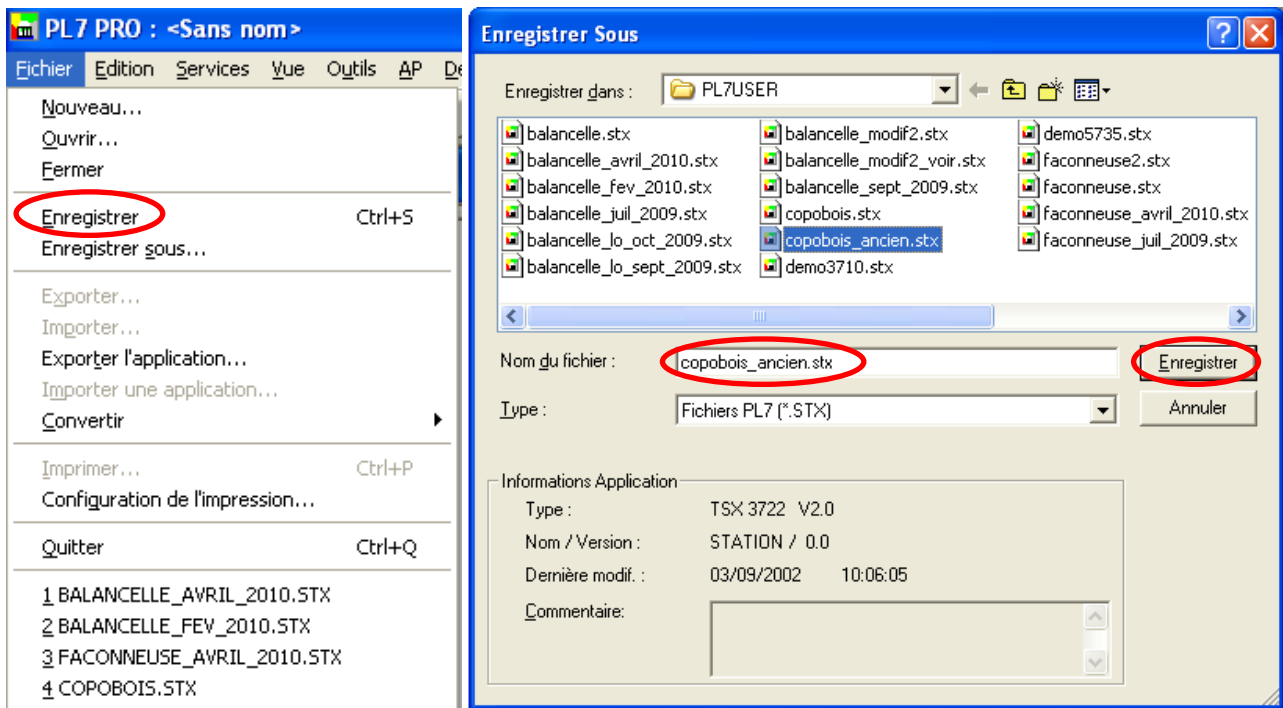 PL7 PRO : <Sans nom>
Fichier Edition Services Vue Outils AP De
Nouveau...
Ouvrir...
Fermer
Enregistrer Ctrl+S
Enregistrer sous...
Exporter...
Importer...
Exporter l'application...
Importer une application...
Convertir
Imprimer... Ctrl+P
Configuration de l'impression...
Quitter Ctrl+Q
1 BALANCELLE_AVRIL_2010.STX
2 BALANCELLE_FEV_2010.STX
3 FACONNEUSE_AVRIL_2010.STX
4 COPOBOIS.STX
Enregistrer Sous
Enregistrer dans : PL7USER
balancelle.stx balancelle_modif2.stx demo5735.stx
balancelle_avril_2010.stx balancelle_modif2_voir.stx faconneuse2.stx
balancelle_fev_2010.stx balancelle_sept_2009.stx faconneuse.stx
balancelle_juil_2009.stx copobois.stx faconneuse_avril_2010.stx
balancelle_lo_oct_2009.stx copobois_ancien.stx faconneuse_juil_2009.stx
balancelle_lo_sept_2009.stx demo3710.stx
Nom du fichier : copobois_ancien.stx Enregistrer
Type : Fichiers PL7 (*.STX) Annuler
Informations Application
Type : TSX 3722 V2.0
Nom / Version : STATION / 0.0
Dernière modif. : 03/09/2002 10:06:05
Commentaire: